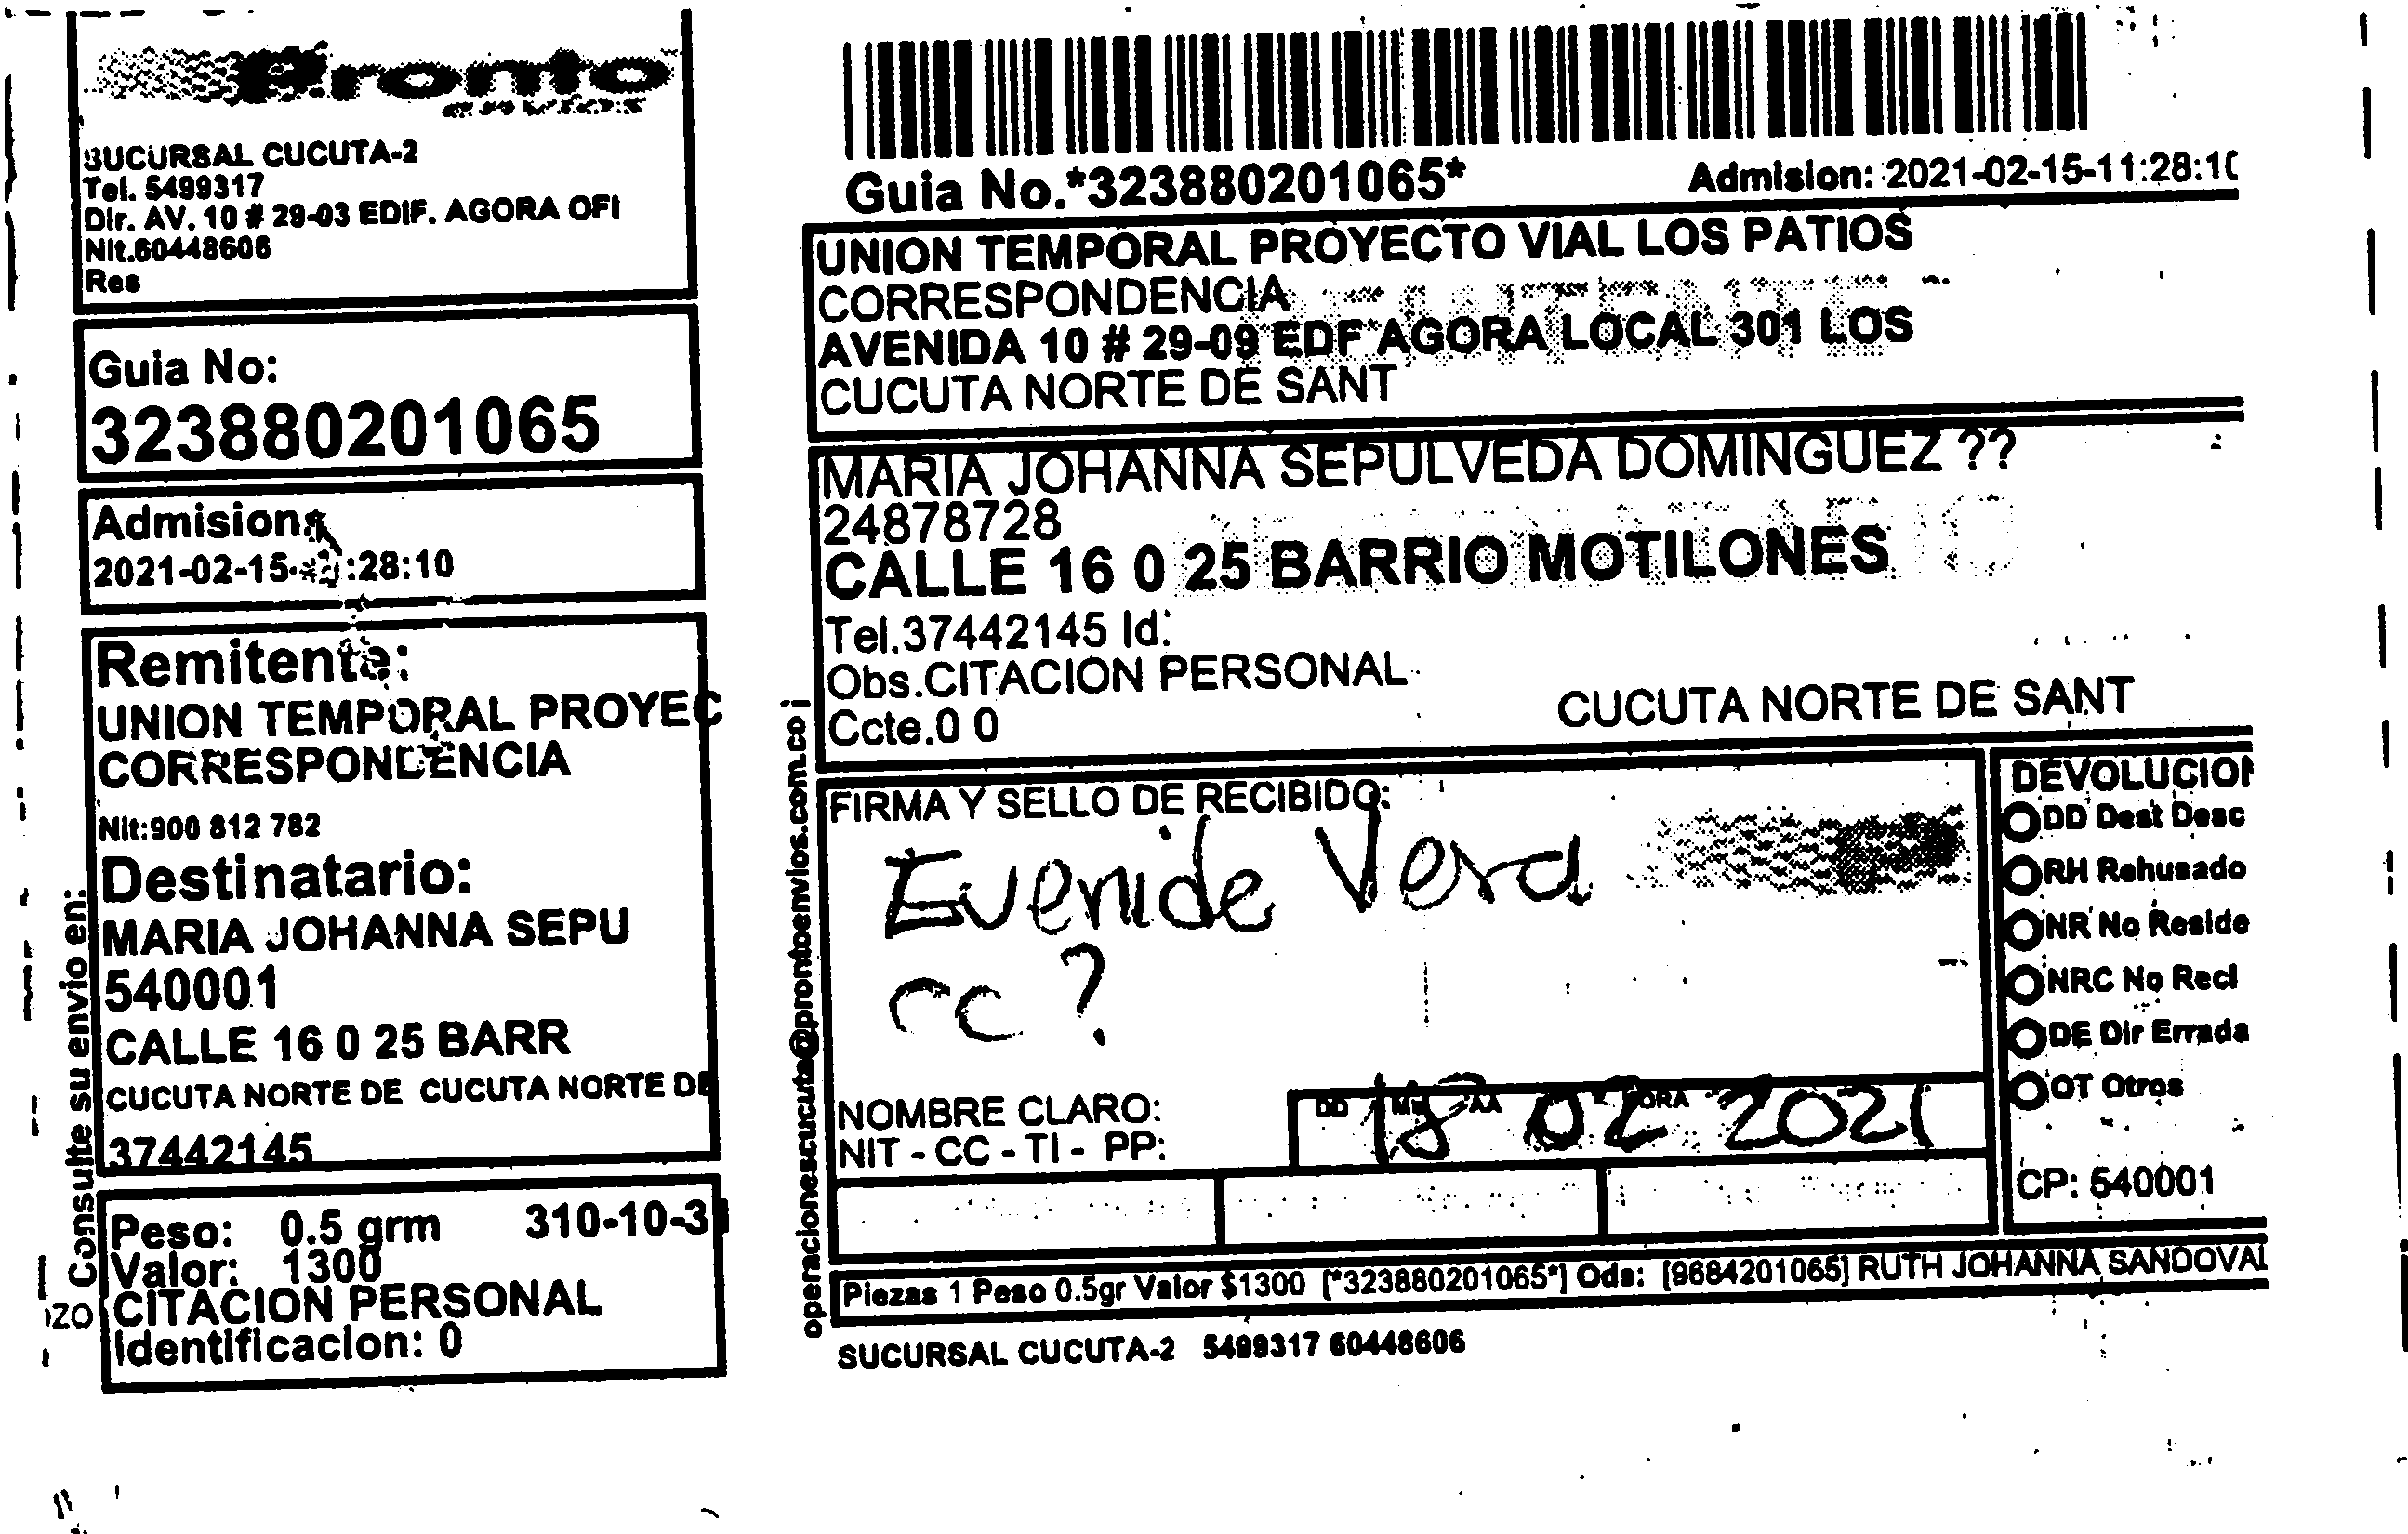 Pronto
envios
SUCURSAL CUCUTA-2
Tel. 5499317
Dir. AV. 10 # 29-03 EDIF. AGORA OFI
Nit.60448606
Res
Guia No:
323880201065
Admision:
2021-02-15- :28:10
Remitente:
UNION TEMPORAL PROYEC
CORRESPONDENCIA
Nit:900 812 782
Destinatario:
MARIA JOHANNA SEPU
540001
CALLE 16 0 25 BARR
CUCUTA NORTE DE CUCUTA NORTE DE
37442145
Peso: 0.5 grm 310-10-3
Valor: 1300
CITACION PERSONAL
Identificacion: 0
Consulte su envio en:
Guia No.*323880201065* Admision: 2021-02-15-11:28:10
UNION TEMPORAL PROYECTO VIAL LOS PATIOS
CORRESPONDENCIA
AVENIDA 10 # 29-09 EDF AGORA LOCAL 301 LOS
CUCUTA NORTE DE SANT
MARIA JOHANNA SEPULVEDA DOMINGUEZ ??
24878728
CALLE 16 0 25 BARRIO MOTILONES
Tel.37442145 Id:
Obs.CITACION PERSONAL
CUCUTA NORTE DE SANT
Ccte.0 0
operacionescucuta@prontoenvios.com.co
FIRMA Y SELLO DE RECIBIDO:
Evenide Vera
cc ?
NOMBRE CLARO:
NIT - CC - TI - PP:
DD MM AA HORA
18 02 2021
DEVOLUCION
DD Dest Desc
RH Rehusado
NR No Reside
NRC No Reci
DE Dir Errada
OT Otros
CP: 540001
Piezas 1 Peso 0.5gr Valor $1300 [*323880201065*] Ods: [9684201065] RUTH JOHANNA SANDOVAL
SUCURSAL CUCUTA-2 5499317 60448606